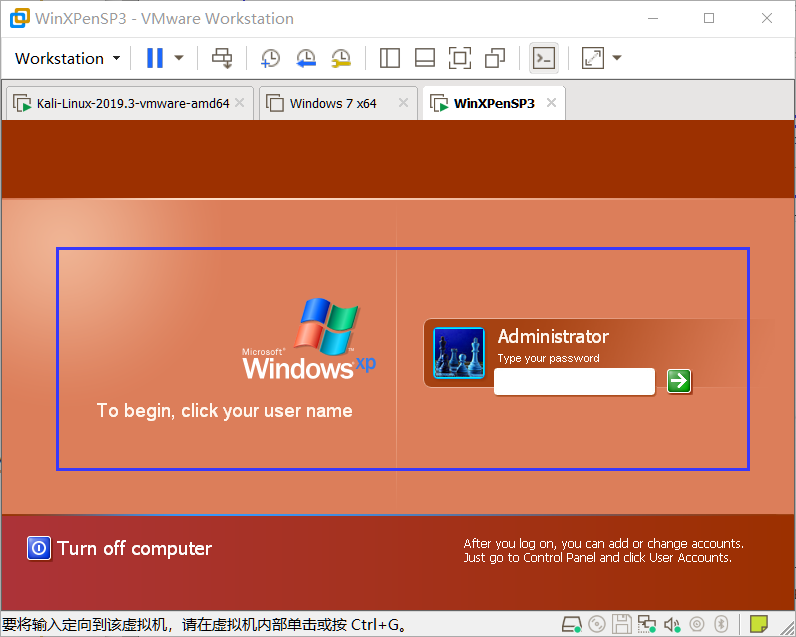 WinXPenSP3 - VMware Workstation
Workstation
Kali-Linux-2019.3-vmware-amd64
Windows 7 x64
WinXPenSP3
Microsoft®
Windows xp
To begin, click your user name
Administrator
Type your password
Turn off computer
After you log on, you can add or change accounts.
Just go to Control Panel and click User Accounts.
要将输入定向到该虚拟机，请在虚拟机内部单击或按 Ctrl+G。